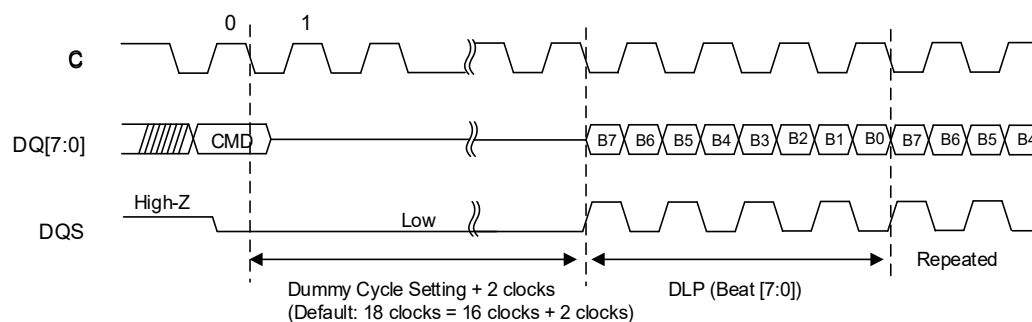 0 1
C
DQ[7:0] CMD B7 B6 B5 B4 B3 B2 B1 B0 B7 B6 B5 B4
High-Z
DQS Low
Repeated
Dummy Cycle Setting + 2 clocks DLP (Beat [7:0])
(Default: 18 clocks = 16 clocks + 2 clocks)